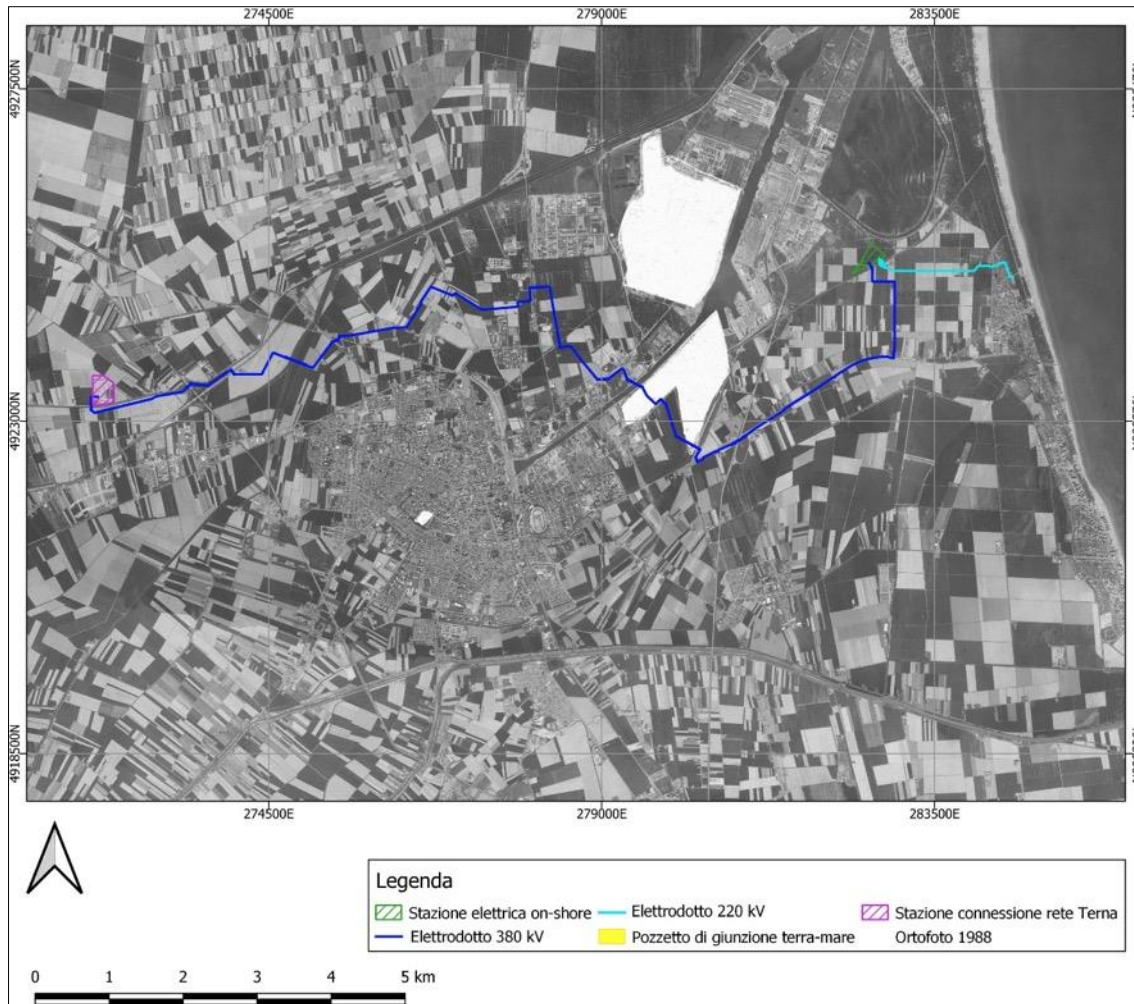 274500E 279000E 283500E
4927500N
4923000N
4918500N
274500E 279000E 283500E
Legenda
Stazione elettrica on-shore Elettrodotto 220 kV Stazione connessione rete Terna
Elettrodotto 380 kV Pozzetto di giunzione terra-mare Ortofoto 1988
0 1 2 3 4 5 km